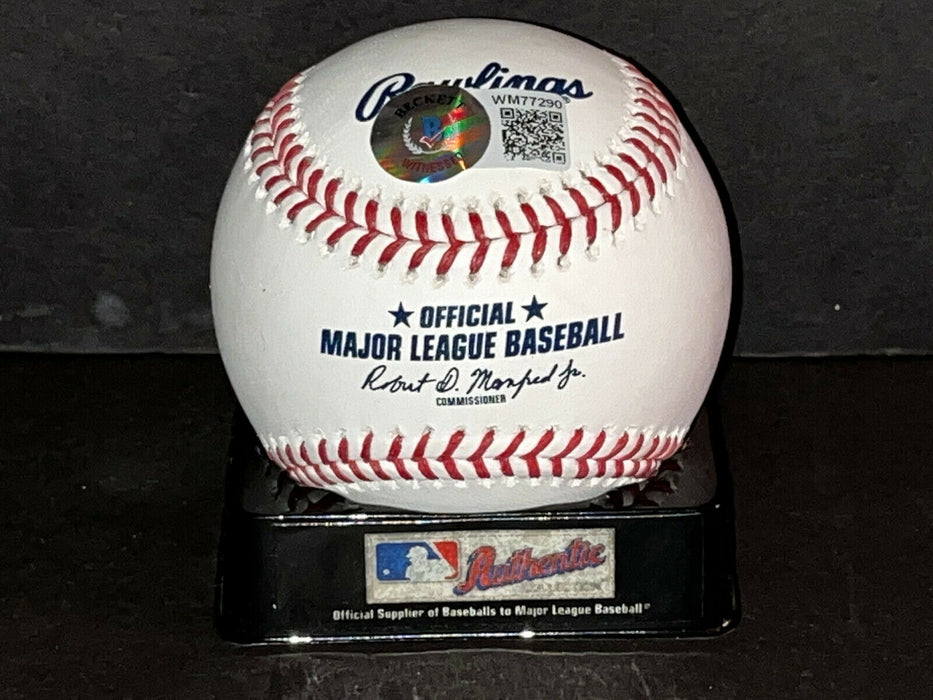 Rawlings
WM77290
BECKETT
B
WITNESSED
★ OFFICIAL ★
MAJOR LEAGUE BASEBALL
Robert D. Manfred Jr.
COMMISSIONER
Authentic
Official Supplier of Baseballs to Major League Baseball®